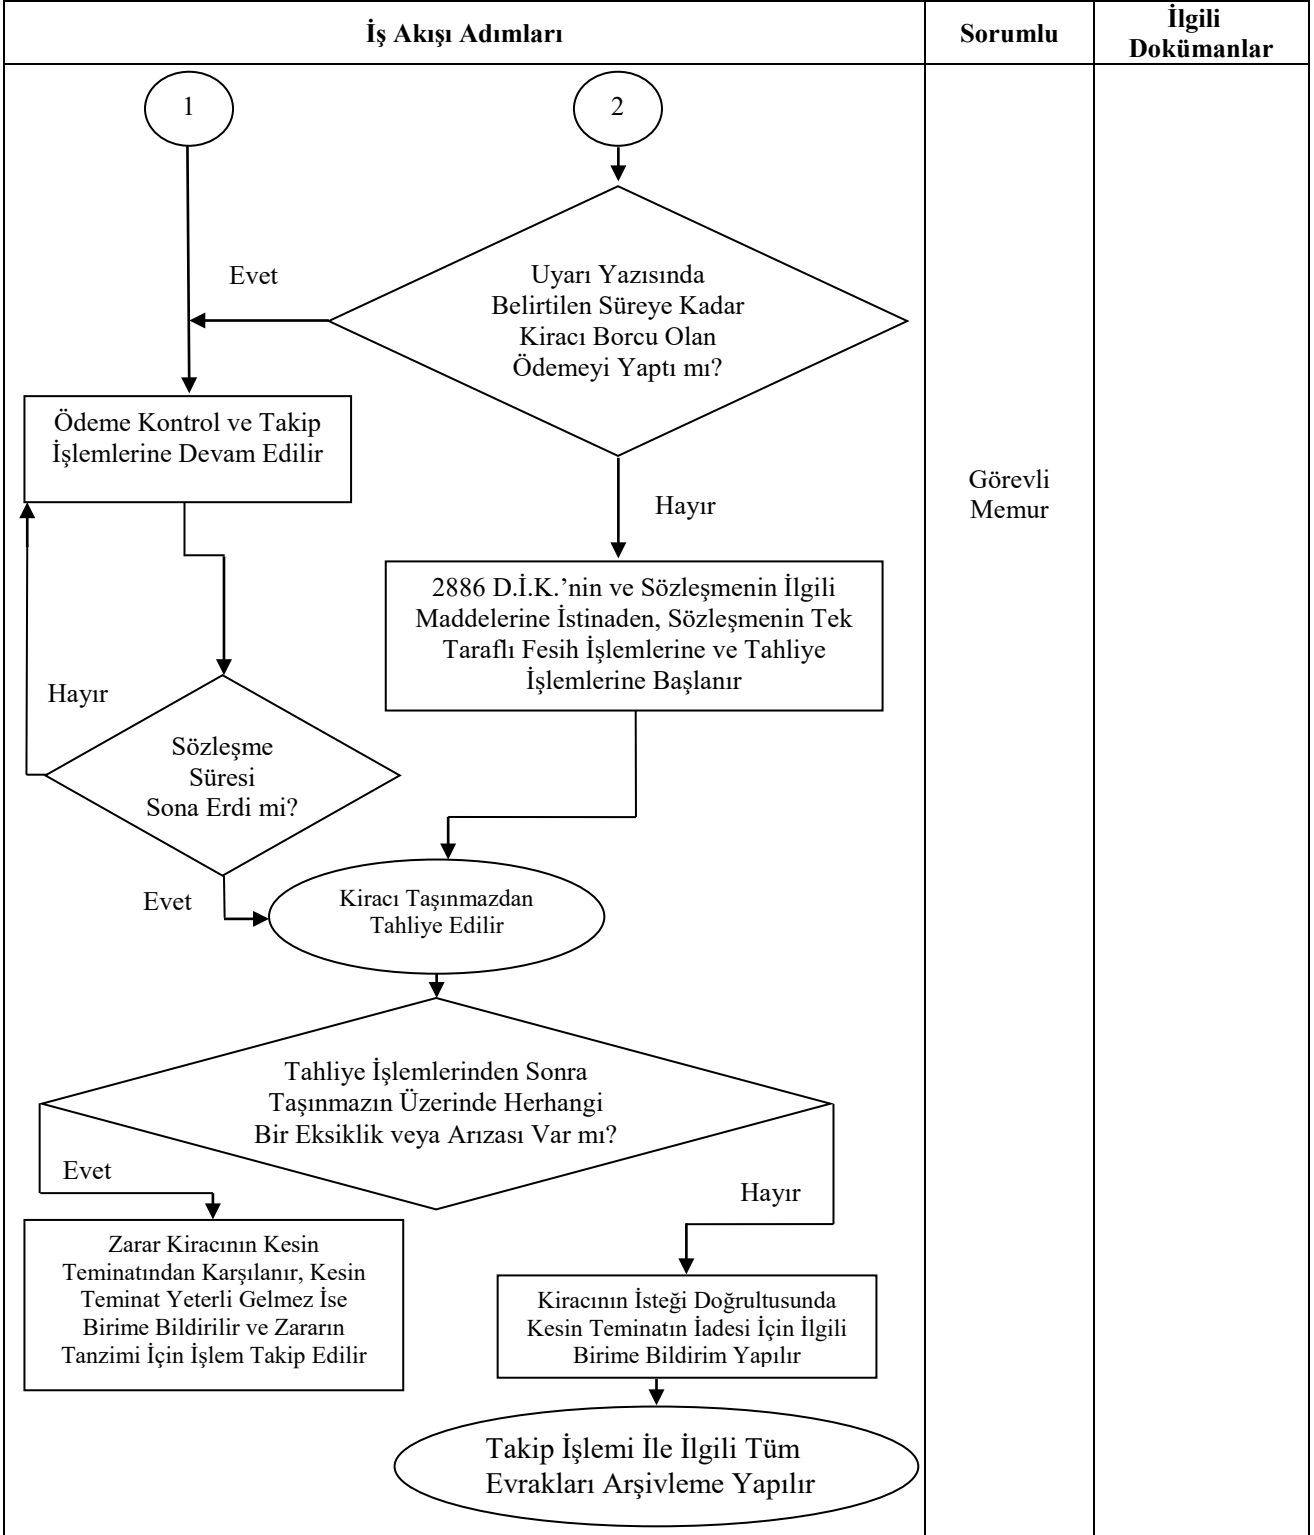 İş Akışı Adımları
Sorumlu
İlgili
Dokümanlar
1
2
Evet
Uyarı Yazısında
Belirtilen Süreye Kadar
Kiracı Borcu Olan
Ödemeyi Yaptı mı?
Ödeme Kontrol ve Takip
İşlemlerine Devam Edilir
Hayır
Görevli
Memur
2886 D.İ.K.’nin ve Sözleşmenin İlgili
Maddelerine İstinaden, Sözleşmenin Tek
Taraflı Fesih İşlemlerine ve Tahliye
İşlemlerine Başlanır
Hayır
Sözleşme
Süresi
Sona Erdi mi?
Evet
Kiracı Taşınmazdan
Tahliye Edilir
Tahliye İşlemlerinden Sonra
Taşınmazın Üzerinde Herhangi
Bir Eksiklik veya Arızası Var mı?
Evet
Hayır
Zarar Kiracının Kesin
Teminatından Karşılanır, Kesin
Teminat Yeterli Gelmez İse
Birime Bildirilir ve Zararın
Tanzimi İçin İşlem Takip Edilir
Kiracının İsteği Doğrultusunda
Kesin Teminatın İadesi İçin İlgili
Birime Bildirim Yapılır
Takip İşlemi İle İlgili Tüm
Evrakları Arşivleme Yapılır